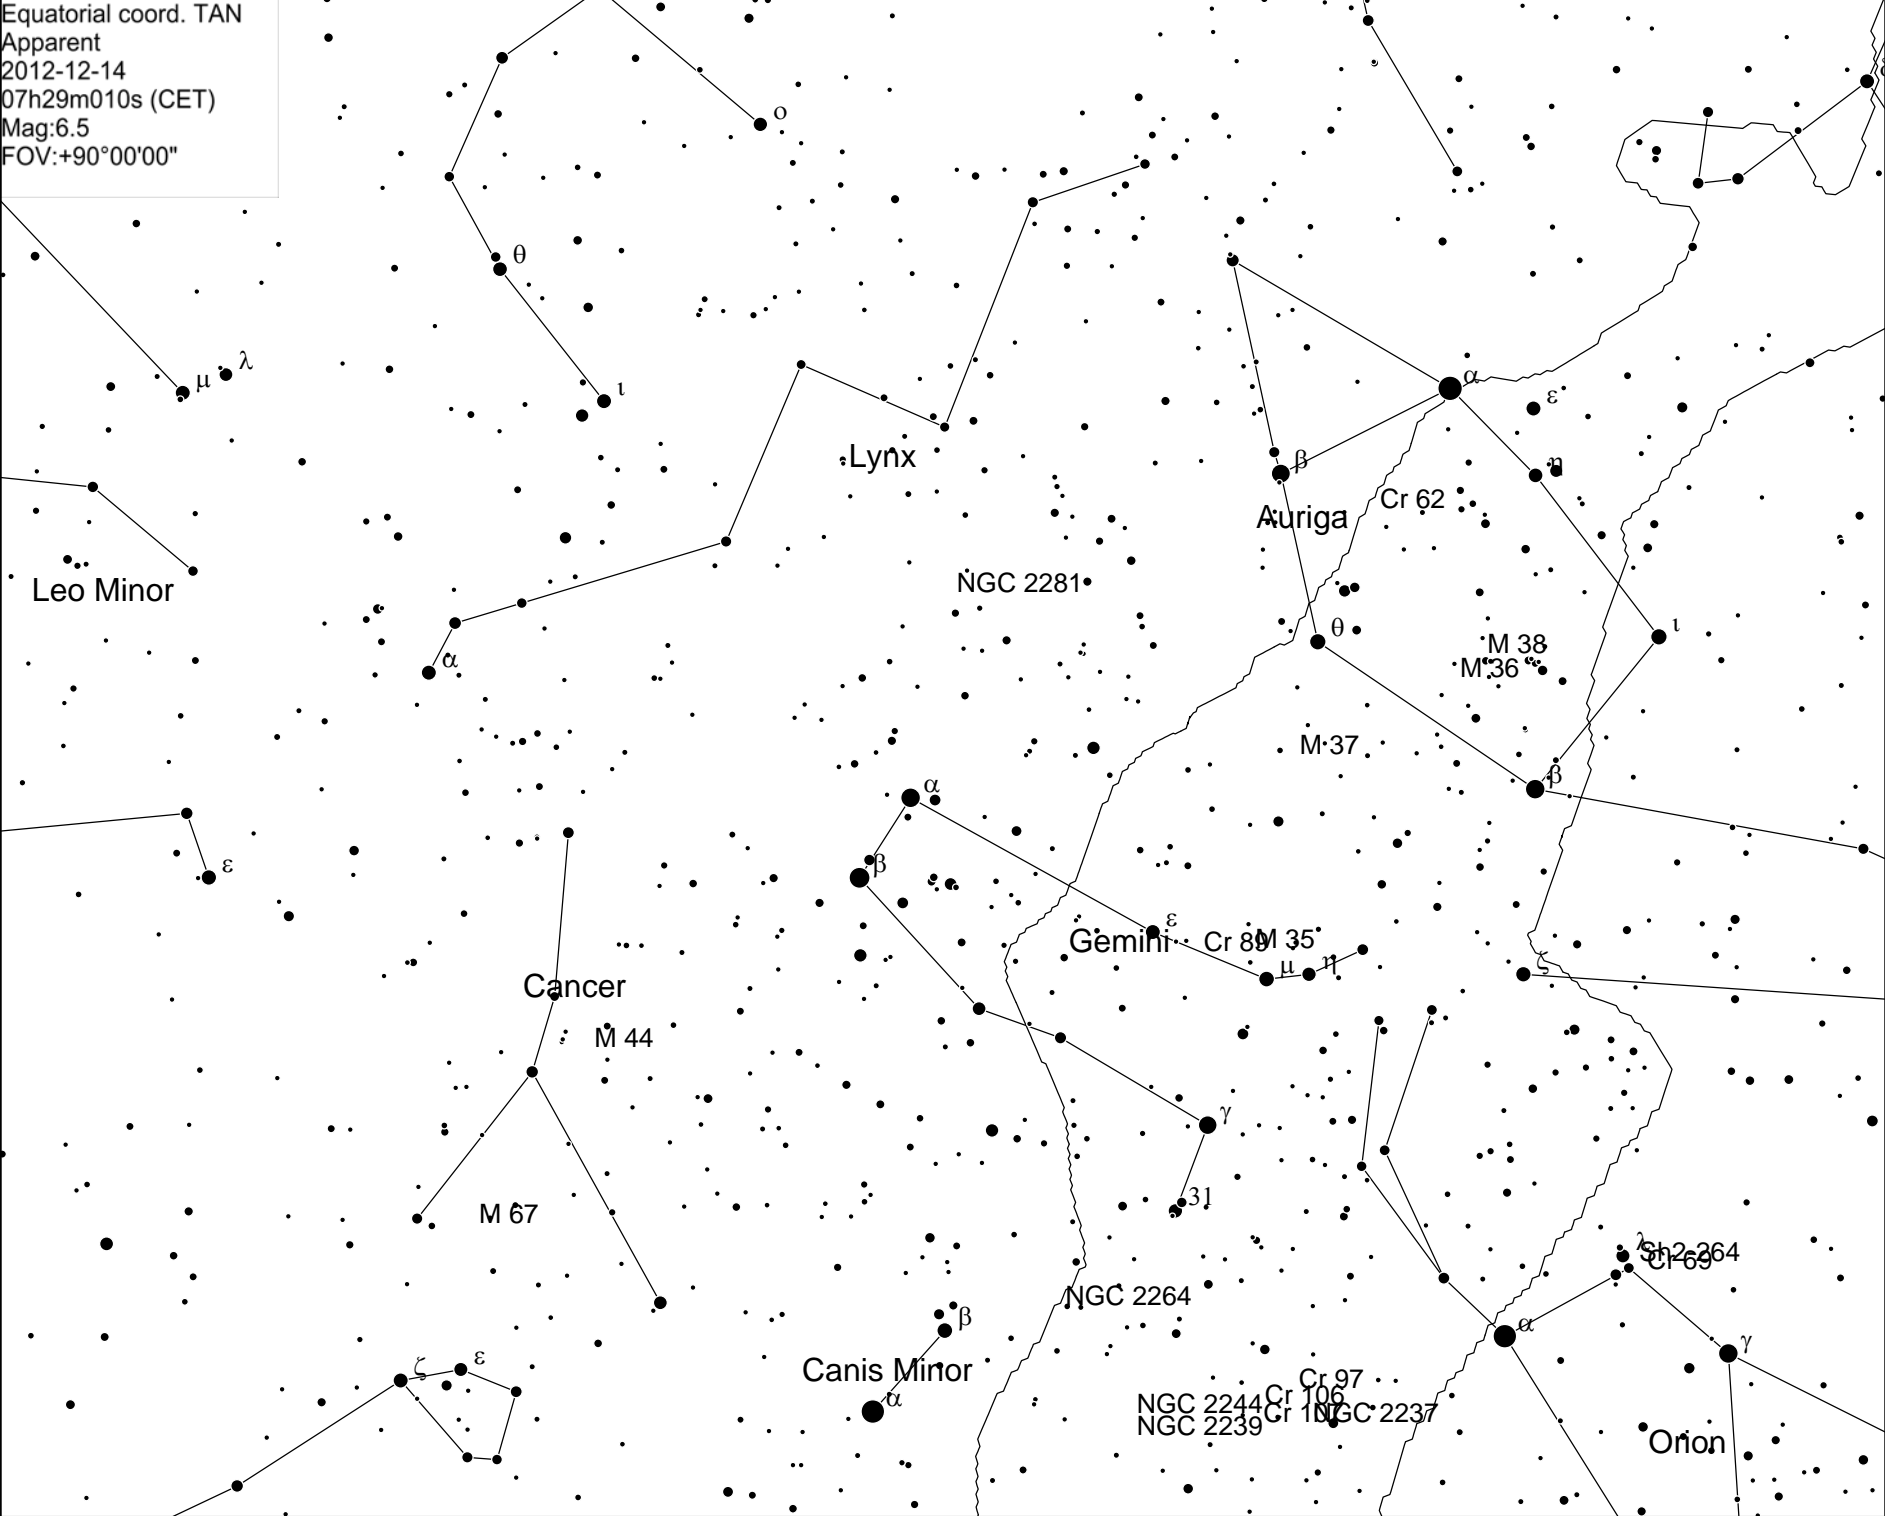 Equatorial coord. TAN
Apparent
2012-12-14
07h29m010s (CET)
Mag:6.5
FOV:+90°00'00"
ο
θ
λ
μ
α
ι
ε
Lynx
β
η
Cr 62
Auriga
NGC 2281
Leo Minor
θ
ι
M 38
α
M 36
M 37
β
α
β
ε
ε
Gemini
Cr 89
M 35
μ
η
ζ
Cancer
M 44
γ
31
M 67
λ
Sh2-264
Cr 69
NGC 2264
β
α
γ
ζ
ε
Canis Minor
Cr 97
α
Cr 106
NGC 2244
Cr 107
NGC 2237
NGC 2239
Orion